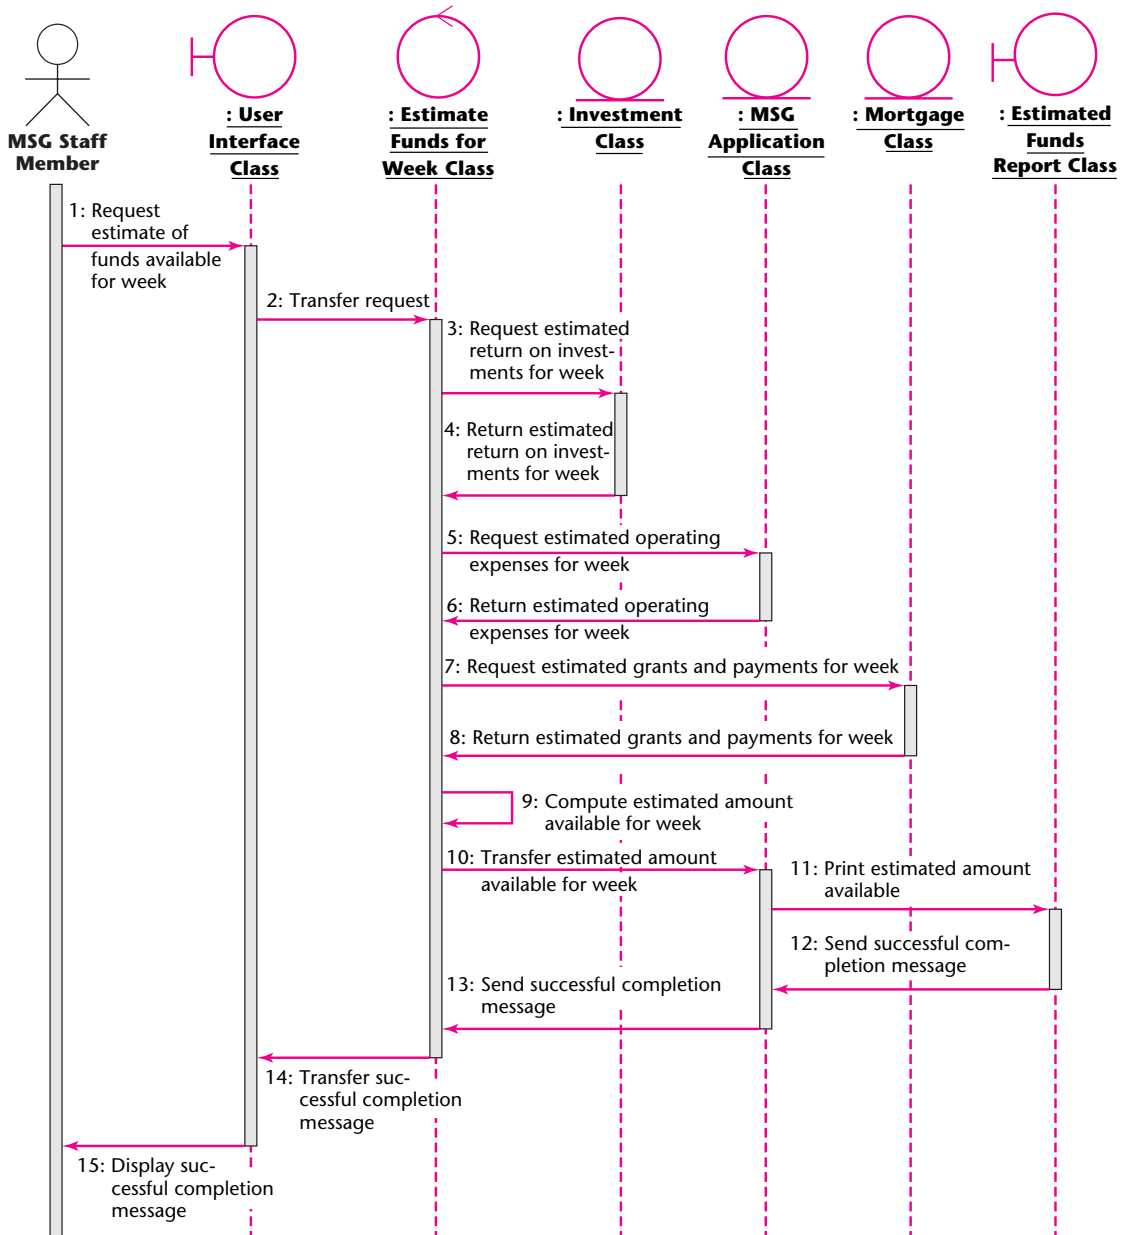 MSG Staff
Member
: User
Interface
Class
: Estimate
Funds for
Week Class
: Investment
Class
: MSG
Application
Class
: Mortgage
Class
: Estimated
Funds
Report Class
1: Request
estimate of
funds available
for week
2: Transfer request
3: Request estimated
return on invest-
ments for week
4: Return estimated
return on invest-
ments for week
5: Request estimated operating
expenses for week
6: Return estimated operating
expenses for week
7: Request estimated grants and payments for week
8: Return estimated grants and payments for week
9: Compute estimated amount
available for week
10: Transfer estimated amount
available for week
11: Print estimated amount
available
12: Send successful com-
pletion message
13: Send successful completion
message
14: Transfer suc-
cessful completion
message
15: Display suc-
cessful completion
message